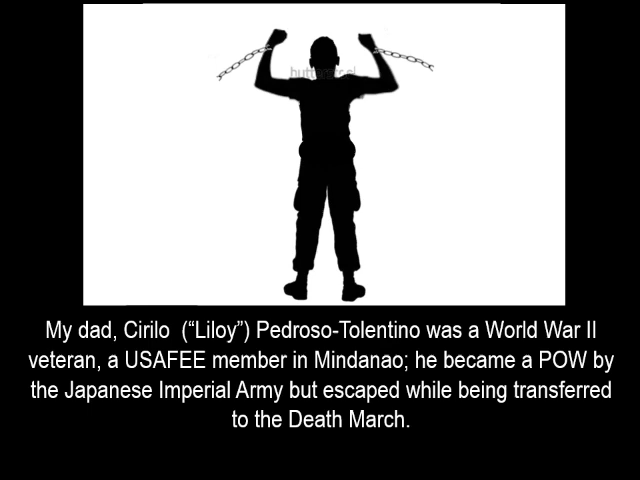 My dad, Cirilo  (“Liloy”) Pedroso-Tolentino was a World War II
veteran, a USAFEE member in Mindanao; he became a POW by
the Japanese Imperial Army but escaped while being transferred
to the Death March.